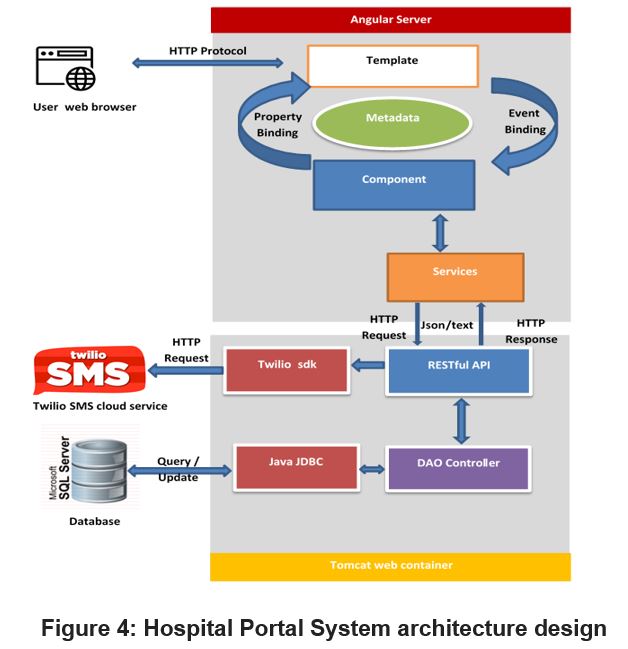 Angular Server
HTTP Protocol
Template
User web browser
Property
Binding
Metadata
Event
Binding
Component
Services
HTTP
Request
Json/text
HTTP
Response
twilio
SMS
HTTP
Request
Twilio sdk
RESTful API
Twilio SMS cloud service
Microsoft
SQL Server
Query /
Update
Java JDBC
DAO Controller
Database
Tomcat web container
Figure 4: Hospital Portal System architecture design